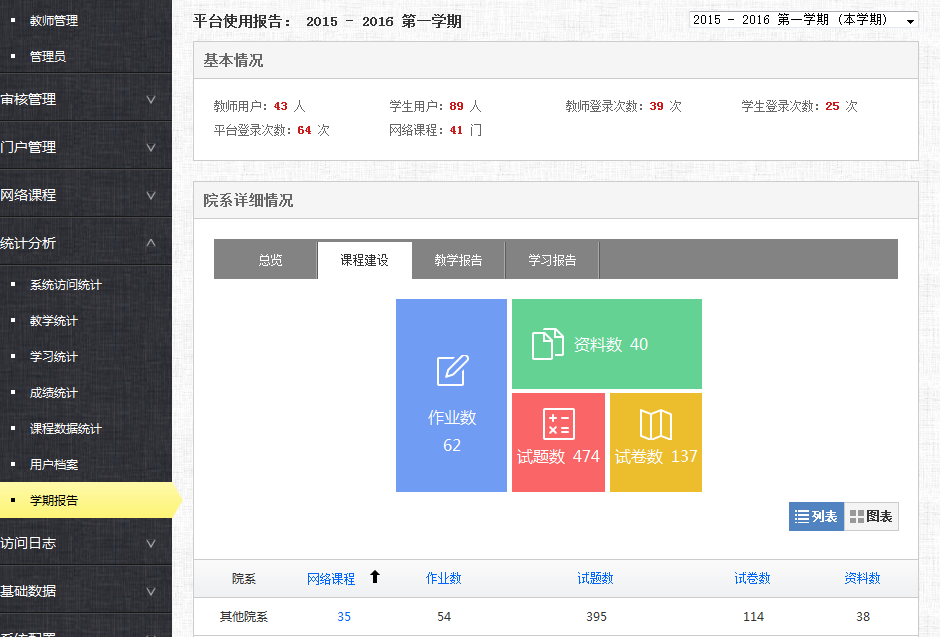 教师管理
管理员
审核管理
门户管理
网络课程
统计分析
系统访问统计
教学统计
学习统计
成绩统计
课程数据统计
用户档案
学期报告
访问日志
基础数据
系统配置
平台使用报告： 2015 - 2016 第一学期
2015 - 2016 第一学期 (本学期)
基本情况
教师用户：43 人 学生用户：89 人 教师登录次数：39 次 学生登录次数：25 次
平台登录次数：64 次 网络课程：41 门
院系详细情况
总览 课程建设 教学报告 学习报告
作业数
62
资料数 40
试题数 474
试卷数 137
列表 图表
院系 网络课程 作业数 试题数 试卷数 资料数
其他院系 35 54 395 114 38